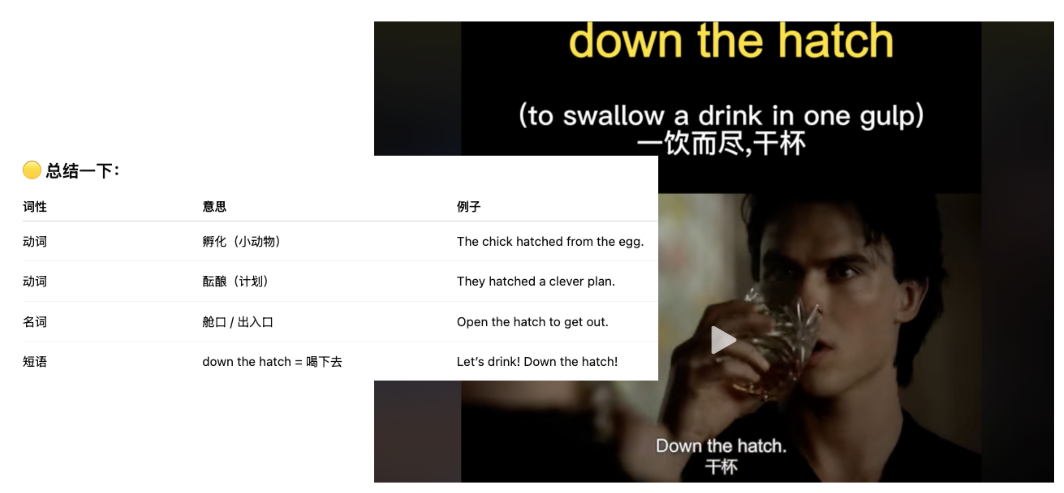 down the hatch
(to swallow a drink in one gulp)
一饮而尽,干杯
🟡 总结一下：
词性 意思 例子
动词 孵化（小动物） The chick hatched from the egg.
动词 酝酿（计划） They hatched a clever plan.
名词 舱口 / 出入口 Open the hatch to get out.
短语 down the hatch = 喝下去 Let's drink! Down the hatch!
Down the hatch.
干杯